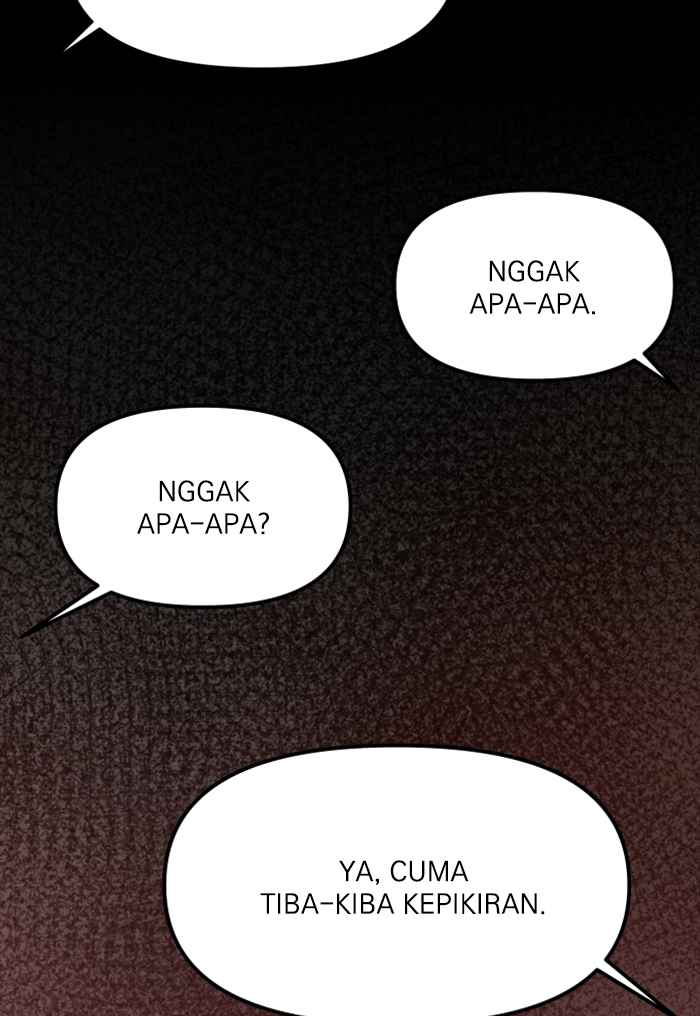 NGGAK
APA-APA.
NGGAK
APA-APA?
YA, CUMA
TIBA-KIBA KEPIKIRAN.